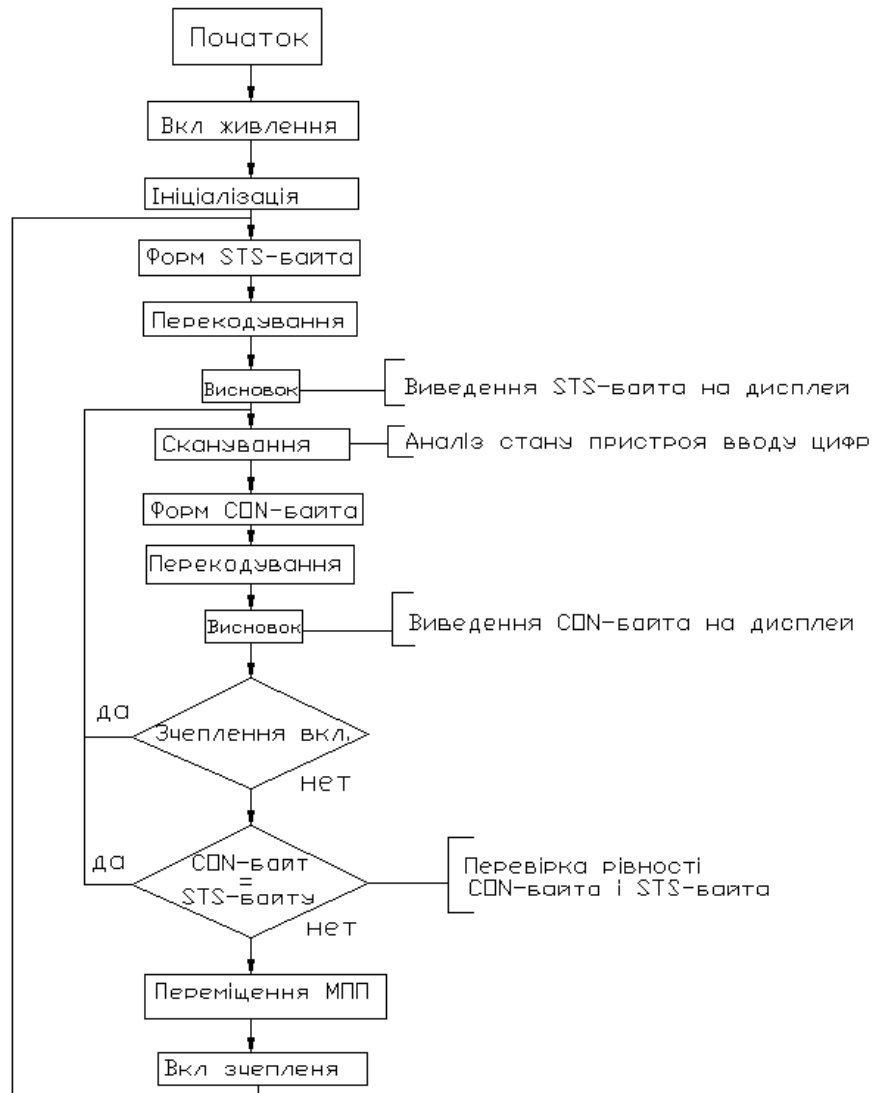 Початок
Вкл живлення
Ініціалізація
Форм STS-байта
Перекодування
Висновок
Виведення STS-байта на дисплей
Сканування
Аналіз стану пристроя вводу цифр
Форм CON-байта
Перекодування
Висновок
Виведення CON-байта на дисплей
да
Зчеплення вкл.
нет
да
CON-байт
=
STS-байту
нет
Перевірка рівності
CON-байта і STS-байта
Переміщення МПП
Вкл зчепленя